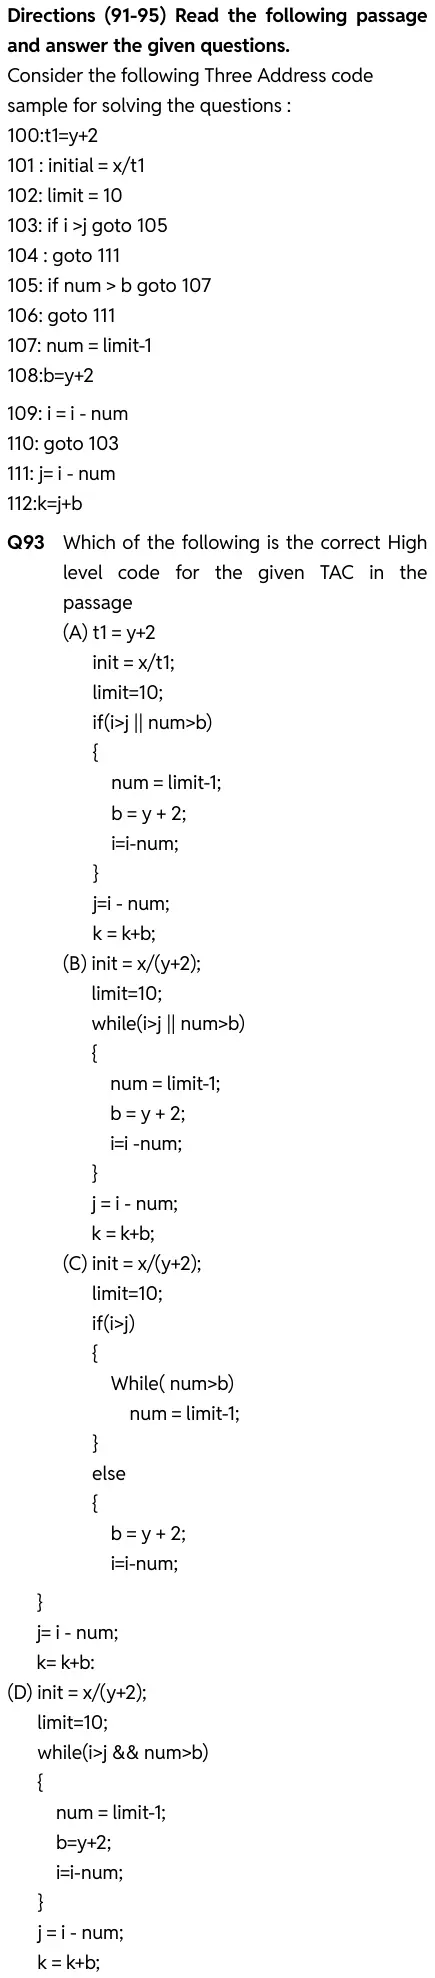 Directions (91-95) Read the following passage
and answer the given questions.
Consider the following Three Address code
sample for solving the questions :
100:t1=y+2
101 : initial = x/t1
102: limit = 10
103: if i >j goto 105
104 : goto 111
105: if num > b goto 107
106: goto 111
107: num = limit-1
108:b=y+2
109: i = i - num
110: goto 103
111: j= i - num
112:k=j+b
Q93 Which of the following is the correct High
level code for the given TAC in the
passage
(A) t1 = y+2
init = x/t1;
limit=10;
if(i>j || num>b)
{
num = limit-1;
b = y + 2;
i=i-num;
}
j=i - num;
k = k+b;
(B) init = x/(y+2);
limit=10;
while(i>j || num>b)
{
num = limit-1;
b = y + 2;
i=i -num;
}
j = i - num;
k = k+b;
(C) init = x/(y+2);
limit=10;
if(i>j)
{
While( num>b)
num = limit-1;
}
else
{
b = y + 2;
i=i-num;
}
j= i - num;
k= k+b:
(D) init = x/(y+2);
limit=10;
while(i>j && num>b)
{
num = limit-1;
b=y+2;
i=i-num;
}
j = i - num;
k = k+b;